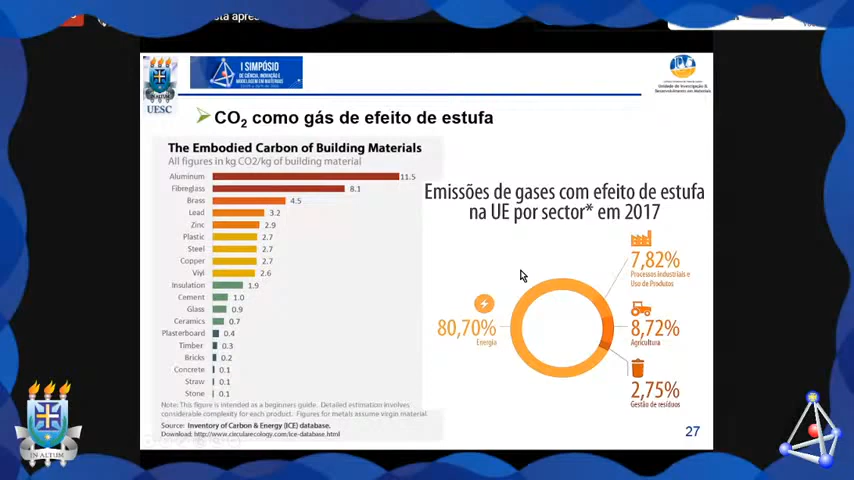 I SIMPÓSIO
DE CIÊNCIA, INOVAÇÃO E
MODELAGEM EM MATERIAIS
IN ALTUM
UESC
CO₂ como gás de efeito de estufa
The Embodied Carbon of Building Materials
All figures in kg CO2/kg of building material
Aluminum 11.5
Fibreglass 8.1
Brass 4.5
Lead 3.2
Zinc 2.9
Plastic 2.7
Steel 2.7
Copper 2.7
Viyl 2.6
Insulation 1.9
Cement 1.0
Glass 0.9
Ceramics 0.7
Plasterboard 0.4
Timber 0.3
Bricks 0.2
Concrete 0.1
Straw 0.1
Stone 0.1
Note: This figure is intended as a beginners guide. Detailed estimation involves
considerable complexity for each product. Figures for metals assume virgin material.
Source: Inventory of Carbon & Energy (ICE) database.
Download: http://www.circularecology.com/ice-database.html
Emissões de gases com efeito de estufa
na UE por sector* em 2017
7,82%
Processos industriais e
Uso de Produtos
80,70%
Energia
8,72%
Agricultura
2,75%
Gestão de resíduos
27
IN ALTUM